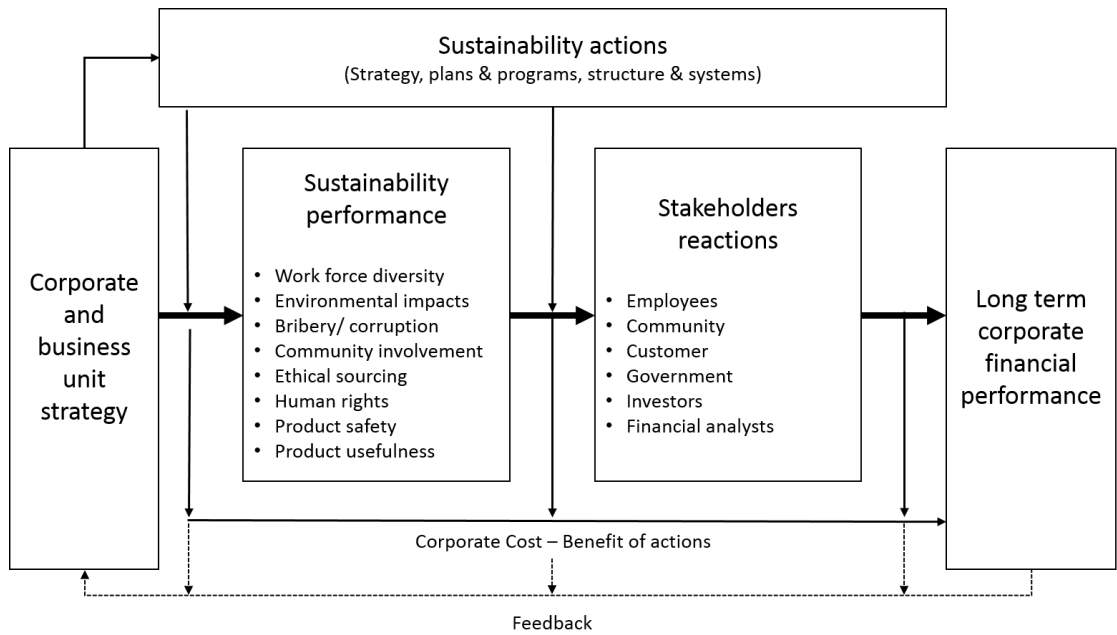 Sustainability actions
(Strategy, plans & programs, structure & systems)
Corporate
and
business
unit
strategy
Sustainability
performance
• Work force diversity
• Environmental impacts
• Bribery/ corruption
• Community involvement
• Ethical sourcing
• Human rights
• Product safety
• Product usefulness
Stakeholders
reactions
• Employees
• Community
• Customer
• Government
• Investors
• Financial analysts
Long term
corporate
financial
performance
Corporate Cost – Benefit of actions
Feedback